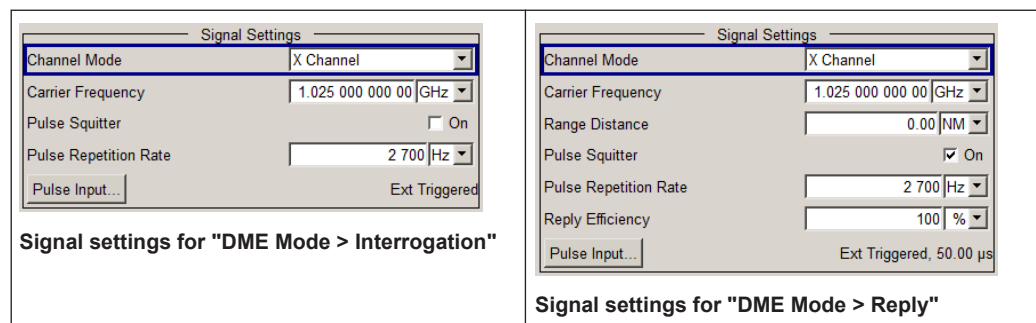 Signal Settings
Channel Mode X Channel
Carrier Frequency 1.025 000 000 00 GHz
Pulse Squitter On
Pulse Repetition Rate 2 700 Hz
Pulse Input... Ext Triggered
Signal settings for "DME Mode > Interrogation"
Signal Settings
Channel Mode X Channel
Carrier Frequency 1.025 000 000 00 GHz
Range Distance 0.00 NM
Pulse Squitter On
Pulse Repetition Rate 2 700 Hz
Reply Efficiency 100 %
Pulse Input... Ext Triggered, 50.00 µs
Signal settings for "DME Mode > Reply"